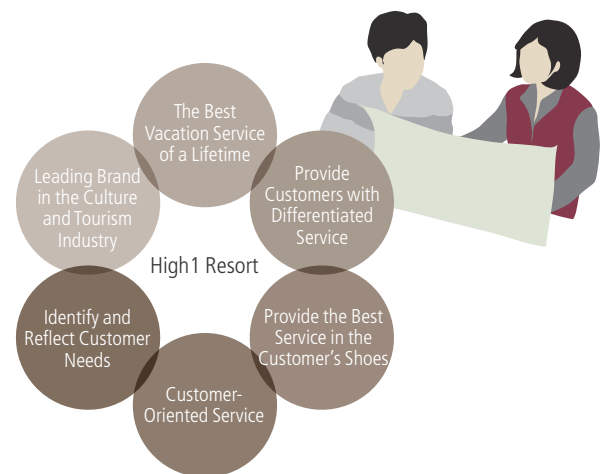 The Best
Vacation Service
of a Lifetime
Provide
Customers with
Differentiated
Service
Provide the Best
Service in the
Customer's Shoes
Customer-
Oriented Service
Identify and
Reflect Customer
Needs
Leading Brand
in the Culture
and Tourism
Industry
High1 Resort